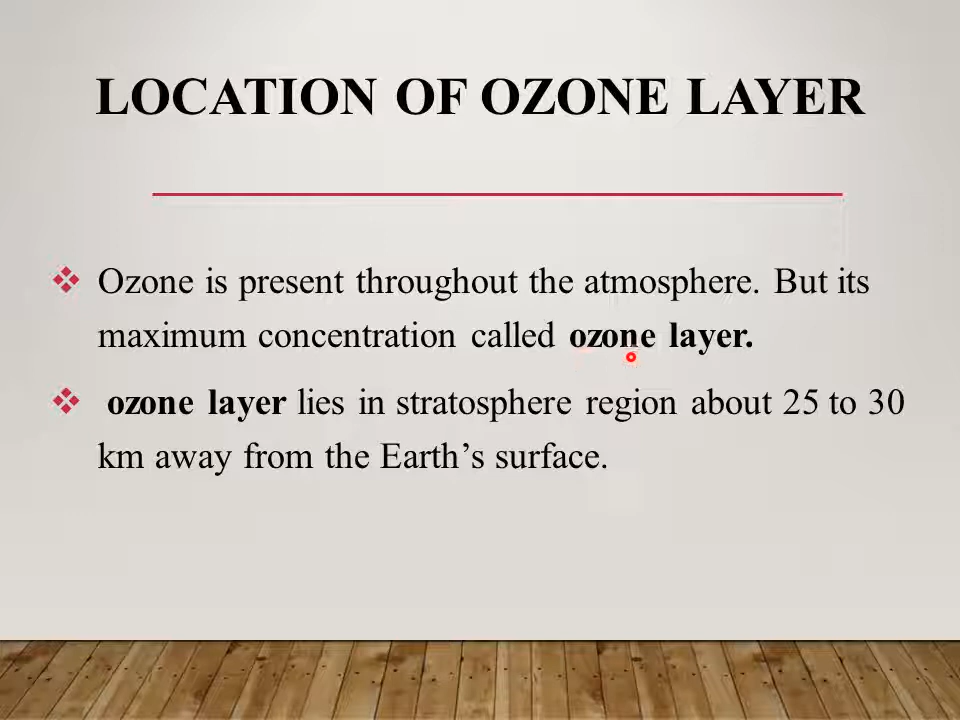 LOCATION OF OZONE LAYER
Ozone is present throughout the atmosphere. But its
maximum concentration called ozone layer.
ozone layer lies in stratosphere region about 25 to 30
km away from the Earth’s surface.